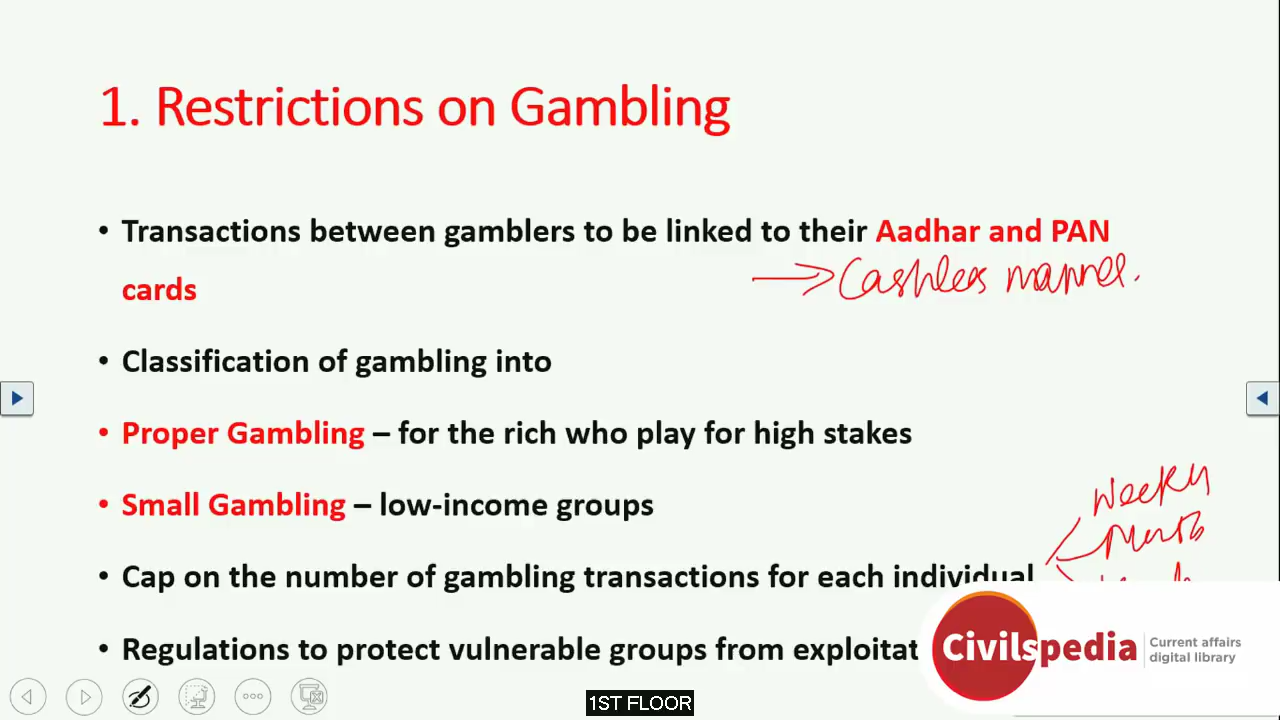 1. Restrictions on Gambling
• Transactions between gamblers to be linked to their Aadhar and PAN
cards
→ Cashless manner.
• Classification of gambling into
• Proper Gambling – for the rich who play for high stakes
• Small Gambling – low-income groups
Weekly
• Cap on the number of gambling transactions for each individual
• Regulations to protect vulnerable groups from exploitat
Civilspedia
Current affairs
digital library
1ST FLOOR